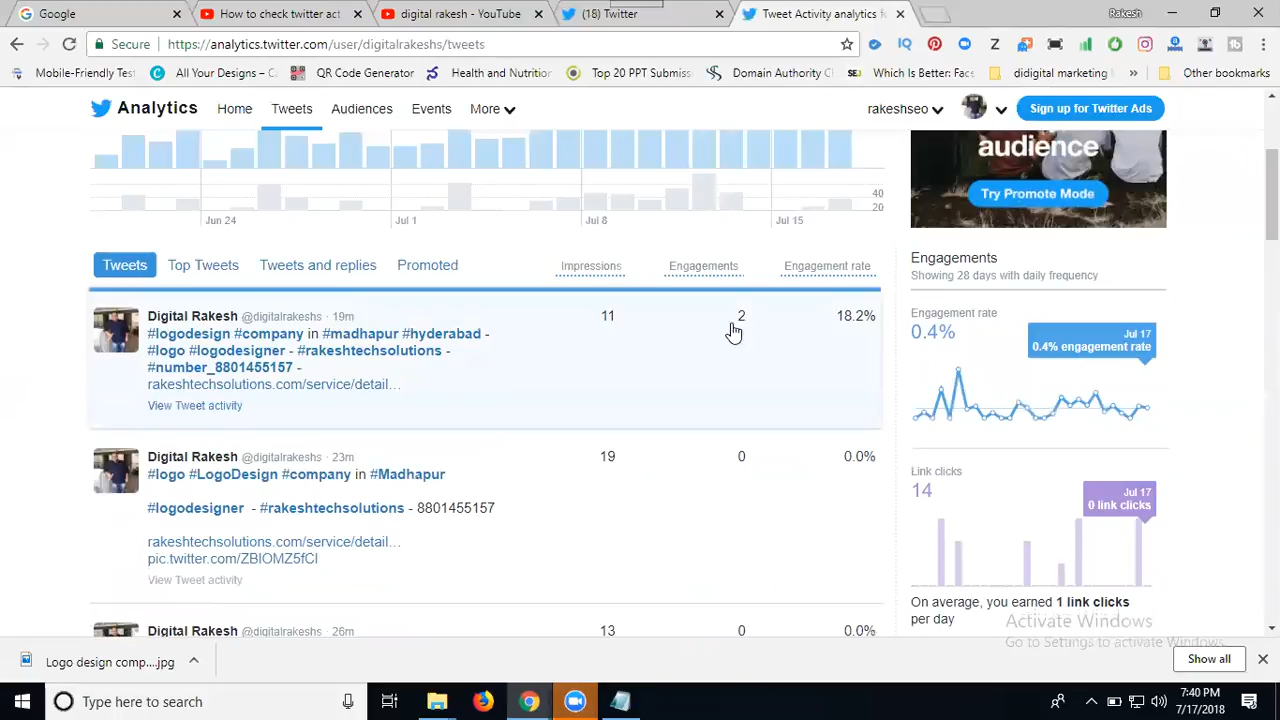 Google
How to check twitter act
digital rakesh - YouTube
(18) Twitter
Tweet Activity analytics f
Rakesh
Secure
https://analytics.twitter.com/user/digitalrakeshs/tweets
Mobile-Friendly Test
All Your Designs – Ca
QR Code Generator
Health and Nutrition
Top 20 PPT Submiss
Domain Authority C
Which Is Better: Face
didigital marketing
Other bookmarks
Analytics
Home
Tweets
Audiences
Events
More
rakeshseo
Sign up for Twitter Ads
audience
Try Promote Mode
40
20
Jun 24
Jul 1
Jul 8
Jul 15
Tweets
Top Tweets
Tweets and replies
Promoted
Impressions
Engagements
Engagement rate
Digital Rakesh @digitalrakeshs · 19m
#logodesign #company in #madhapur #hyderabad -
#logo #logodesigner - #rakeshtechsolutions -
#number_8801455157 -
rakeshtechsolutions.com/service/detail…
View Tweet activity
11
2
18.2%
Digital Rakesh @digitalrakeshs · 23m
#logo #LogoDesign #company in #Madhapur
#logodesigner - #rakeshtechsolutions - 8801455157
rakeshtechsolutions.com/service/detail…
pic.twitter.com/ZBIOMZ5fCI
View Tweet activity
19
0
0.0%
Digital Rakesh @digitalrakeshs · 26m
13
0
0.0%
Engagements
Showing 28 days with daily frequency
Engagement rate
0.4%
Jul 17
0.4% engagement rate
Link clicks
14
Jul 17
0 link clicks
On average, you earned 1 link clicks
per day
Activate Windows
Go to Settings to activate Windows.
Logo design comp....jpg
Show all
Type here to search
7:40 PM
7/17/2018